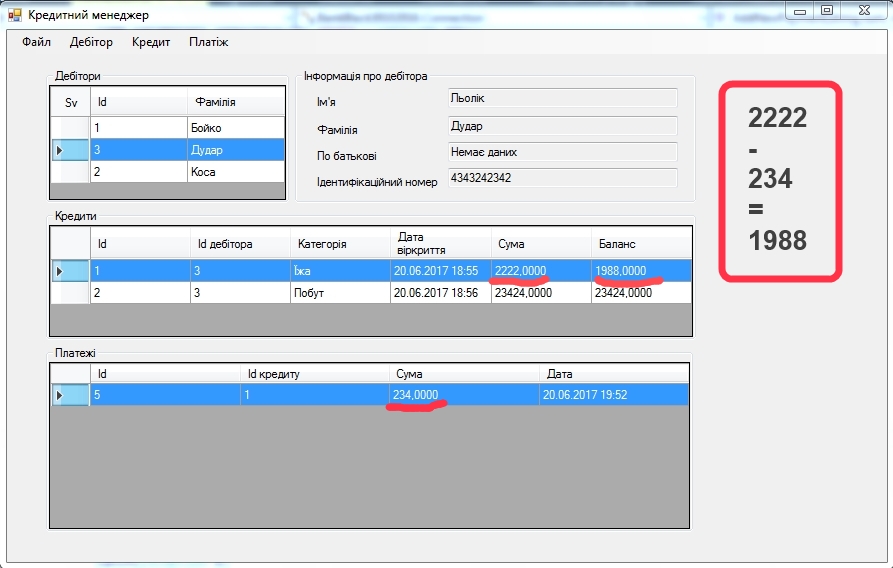 Кредитний менеджер
Файл Дебітор Кредит Платіж
Дебітори
Sv Id Фамілія
1 Бойко
3 Дудар
2 Коса
Інформація про дебітора
Ім'я Льолік
Фамілія Дудар
По батькові Немає даних
Ідентифікаційний номер 4343242342
2222
-
234
=
1988
Кредити
Id Id дебітора Категорія Дата віркриття Сума Баланс
1 3 Їжа 20.06.2017 18:55 2222,0000 1988,0000
2 3 Побут 20.06.2017 18:56 23424,0000 23424,0000
Платежі
Id Id кредиту Сума Дата
5 1 234,0000 20.06.2017 19:52